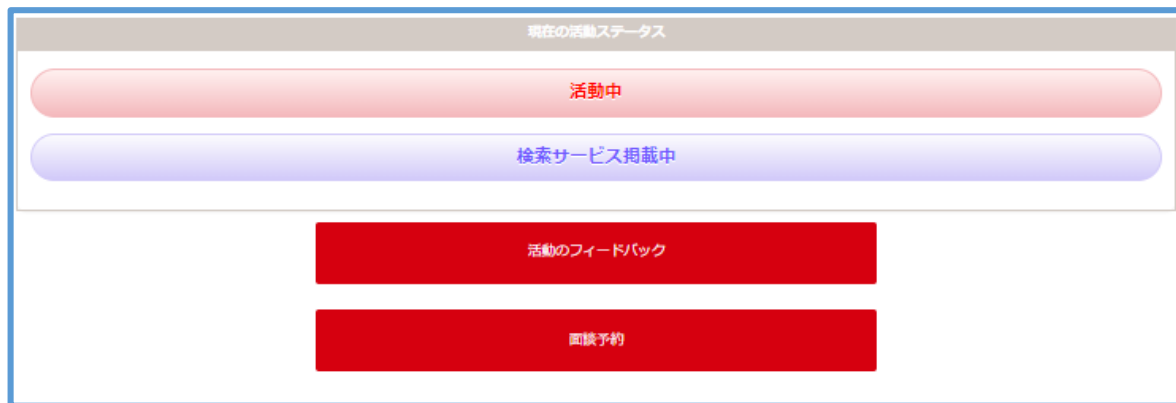 現在の活動ステータス
活動中
検索サービス掲載中
活動のフィードバック
面談予約